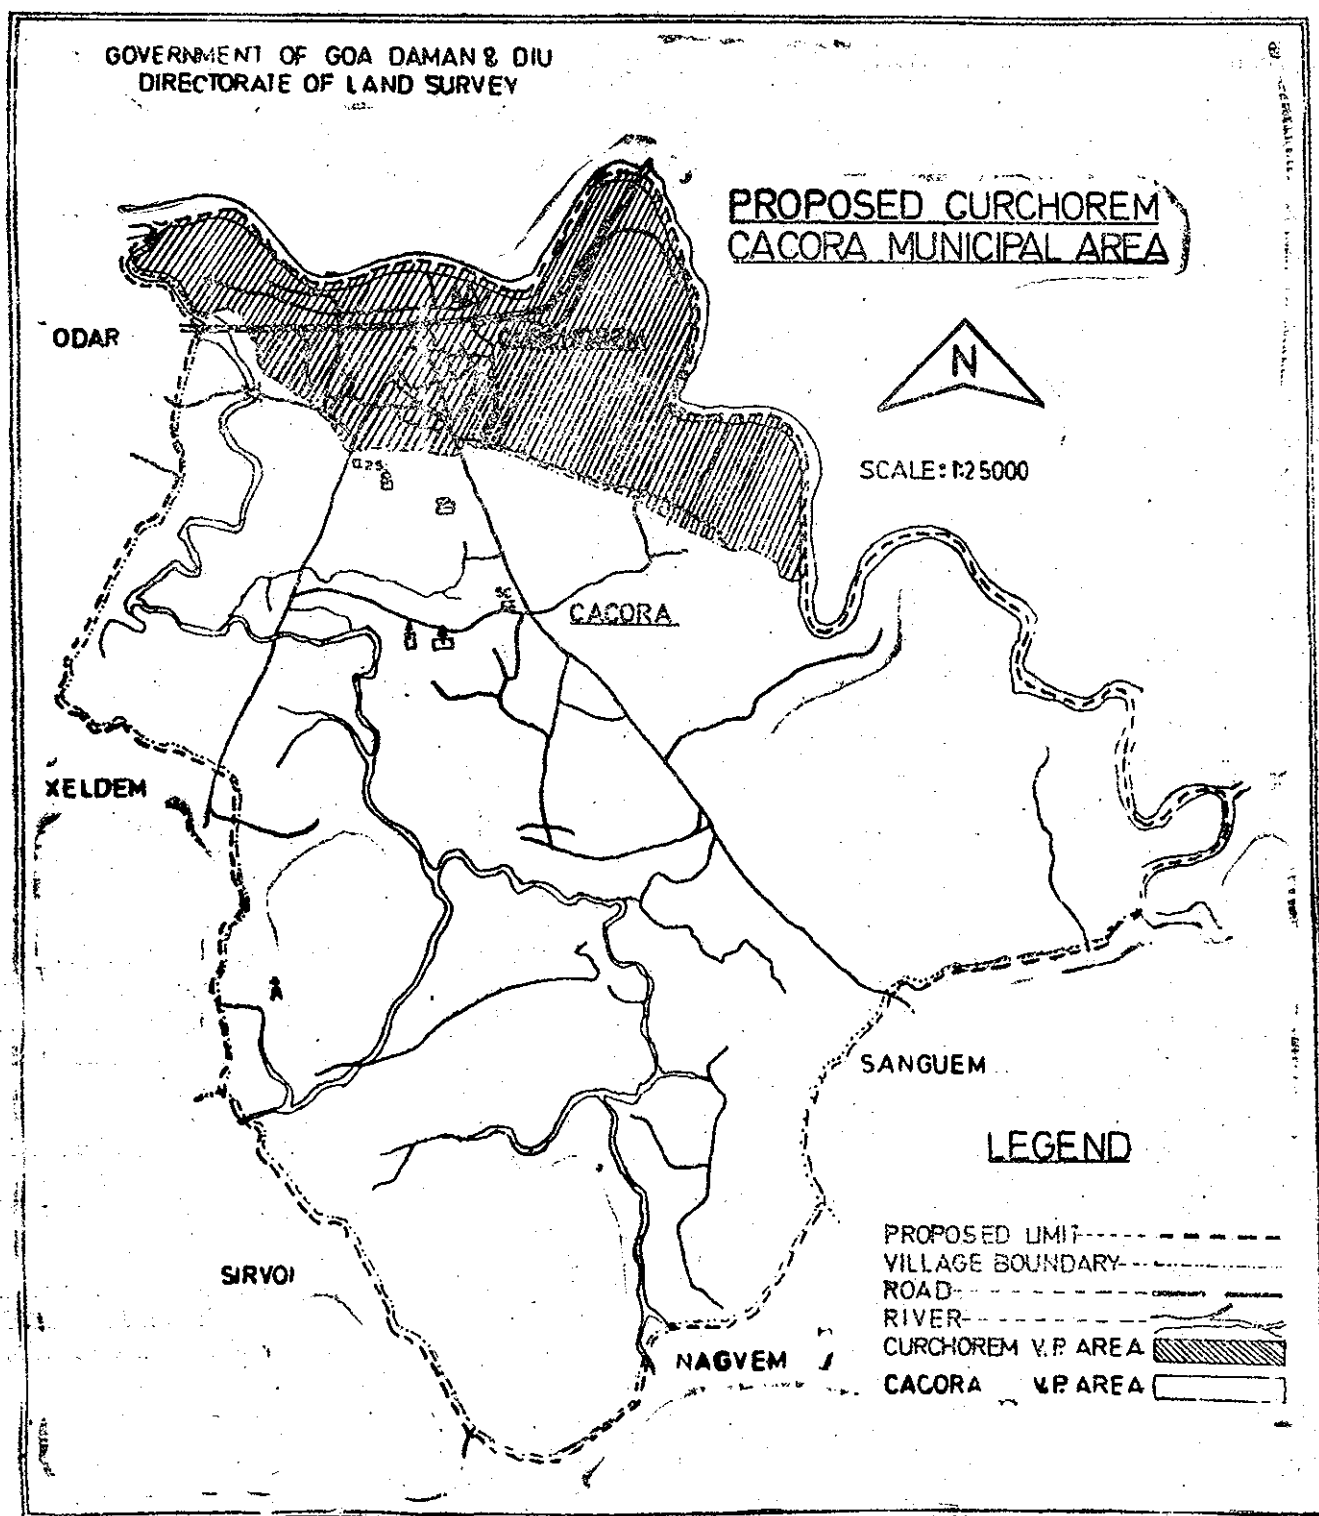 GOVERNMENT OF GOA DAMAN & DIU
DIRECTORATE OF LAND SURVEY
PROPOSED CURCHOREM
CACORA MUNICIPAL AREA
ODAR
CURCHOREM
N
SCALE: 1:25000
CACORA
XELDEM
SANGUEM
LEGEND
PROPOSED LIMIT
VILLAGE BOUNDARY
ROAD
RIVER
CURCHOREM V.P. AREA
CACORA V.P. AREA
SIRVOI
NAGVEM